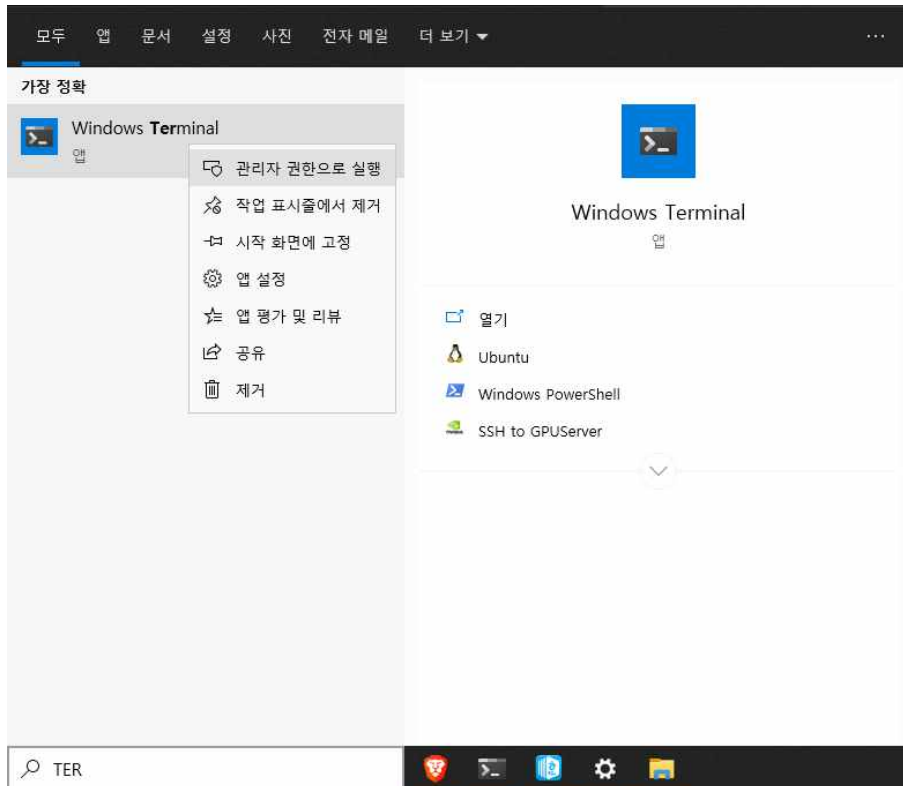 모두 앱 문서 설정 사진 전자 메일 더 보기
가장 정확
Windows Terminal
앱
관리자 권한으로 실행
작업 표시줄에서 제거
시작 화면에 고정
앱 설정
앱 평가 및 리뷰
공유
제거
Windows Terminal
앱
열기
Ubuntu
Windows PowerShell
SSH to GPUServer
TER